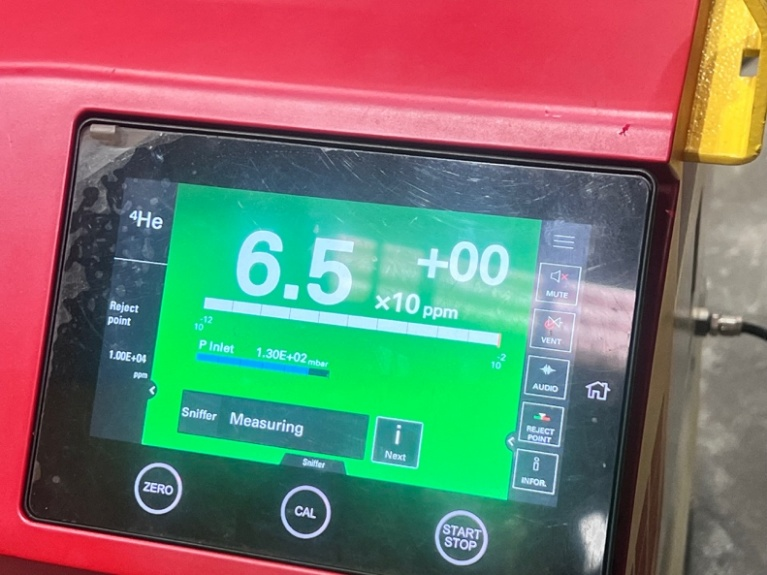 ⁴He
6.5 ×10 +00 ppm
10 -12
10 -2
Reject
point
1.00E+04
ppm
P Inlet 1.30E+02 mbar
Sniffer Measuring
i
Next
Sniffer
MUTE
VENT
AUDIO
REJECT
POINT
INFOR.
ZERO
CAL
START
STOP